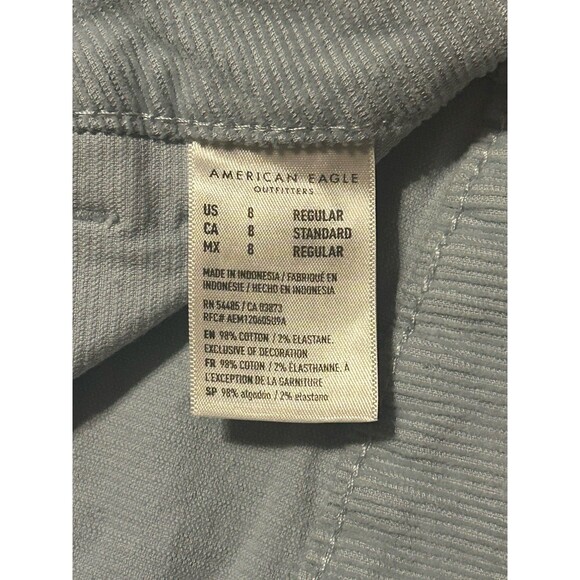 AMERICAN EAGLE
OUTFITTERS
US 8 REGULAR
CA 8 STANDARD
MX 8 REGULAR
MADE IN INDONESIA / FABRIQUÉ EN
INDONÉSIE / HECHO EN INDONESIA
RN 54485 / CA 03873
RFC# AEM120605U9A
EN 98% COTTON / 2% ELASTANE.
EXCLUSIVE OF DECORATION
FR 98% COTON / 2% ÉLASTHANNE. À
L'EXCEPTION DE LA GARNITURE
SP 98% algodón / 2% elastano